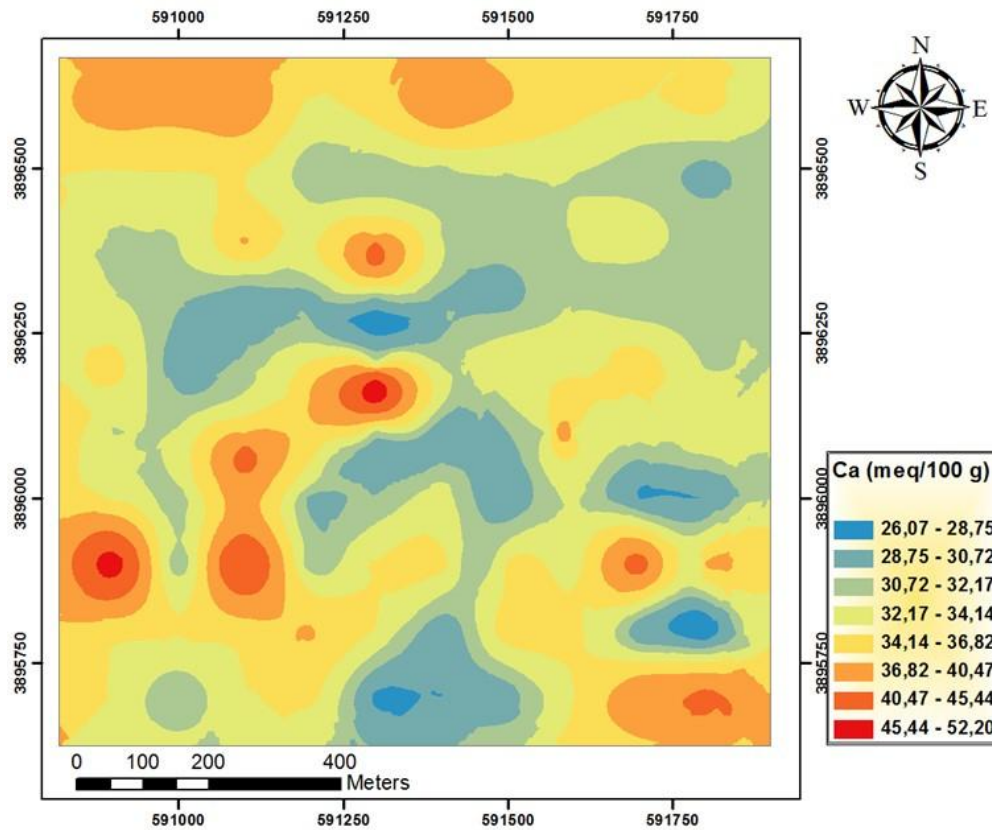 591000 591250 591500 591750
N
W E
S
3896500 3896500
3896250 3896250
3896000 3896000
3895750 3895750
Ca (meq/100 g)
26,07 - 28,75
28,75 - 30,72
30,72 - 32,17
32,17 - 34,14
34,14 - 36,82
36,82 - 40,47
40,47 - 45,44
45,44 - 52,20
0 100 200 400
Meters
591000 591250 591500 591750